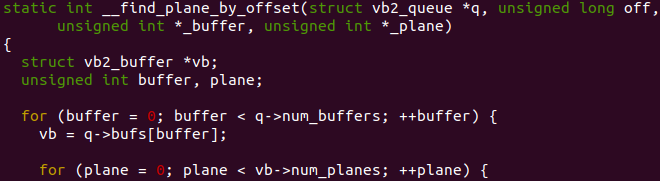 static int __find_plane_by_offset(struct vb2_queue *q, unsigned long off,
      unsigned int *_buffer, unsigned int *_plane)
{
  struct vb2_buffer *vb;
  unsigned int buffer, plane;

  for (buffer = 0; buffer < q->num_buffers; ++buffer) {
    vb = q->bufs[buffer];

    for (plane = 0; plane < vb->num_planes; ++plane) {